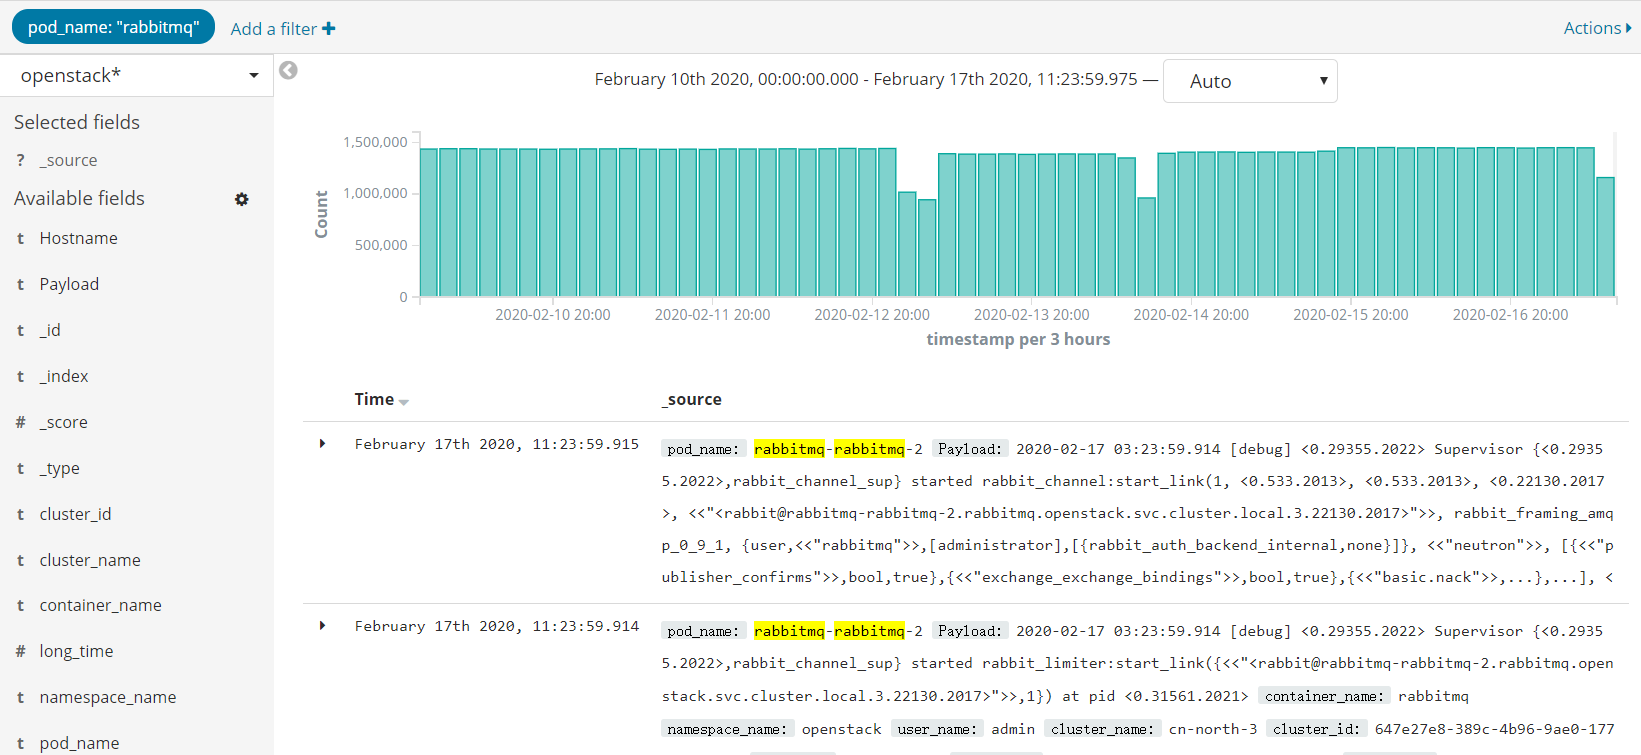 pod_name: "rabbitmq" Add a filter Actions
openstack*
Selected fields
? _source
Available fields
t Hostname
t Payload
t _id
t _index
# _score
t _type
t cluster_id
t cluster_name
t container_name
# long_time
t namespace_name
t pod_name
February 10th 2020, 00:00:00.000 - February 17th 2020, 11:23:59.975 — Auto
Count
1,500,000
1,000,000
500,000
0
2020-02-10 20:00 2020-02-11 20:00 2020-02-12 20:00 2020-02-13 20:00 2020-02-14 20:00 2020-02-15 20:00 2020-02-16 20:00
timestamp per 3 hours
Time _source
February 17th 2020, 11:23:59.915 pod_name: rabbitmq-rabbitmq-2 Payload: 2020-02-17 03:23:59.914 [debug] <0.29355.2022> Supervisor {<0.2935
5.2022>,rabbit_channel_sup} started rabbit_channel:start_link(1, <0.533.2013>, <0.533.2013>, <0.22130.2017
>, <<"<rabbit@rabbitmq-rabbitmq-2.rabbitmq.openstack.svc.cluster.local.3.22130.2017>">>, rabbit_framing_amq
p_0_9_1, {user,<<"rabbitmq">>,[administrator],[{rabbit_auth_backend_internal,none}]}, <<"neutron">>, [{<<"p
ublisher_confirms">>,bool,true},{<<"exchange_exchange_bindings">>,bool,true},{<<"basic.nack">>,...},...], <
February 17th 2020, 11:23:59.914 pod_name: rabbitmq-rabbitmq-2 Payload: 2020-02-17 03:23:59.914 [debug] <0.29355.2022> Supervisor {<0.2935
5.2022>,rabbit_channel_sup} started rabbit_limiter:start_link({<<"<rabbit@rabbitmq-rabbitmq-2.rabbitmq.open
stack.svc.cluster.local.3.22130.2017>">>,1}) at pid <0.31561.2021> container_name: rabbitmq
namespace_name: openstack user_name: admin cluster_name: cn-north-3 cluster_id: 647e27e8-389c-4b96-9ae0-177